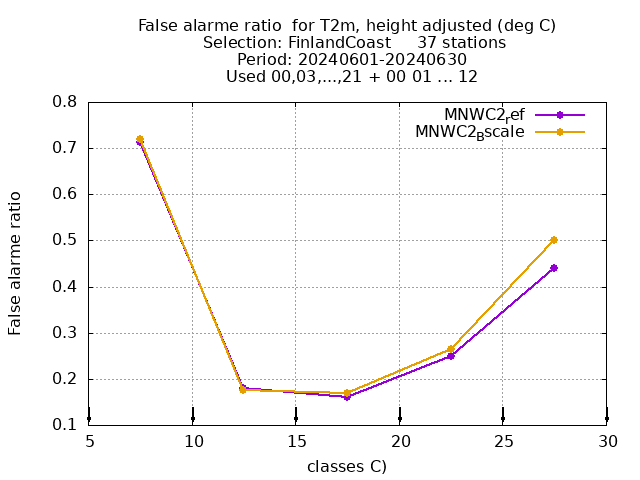 False alarme ratio  for T2m, height adjusted (deg C)
Selection: FinlandCoast     37 stations
Period: 20240601-20240630
Used 00,03,...,21 + 00 01 ... 12
MNWC2ref
MNWC2Bscale
0.8
0.7
0.6
0.5
0.4
0.3
0.2
0.1
False alarme ratio
5 10 15 20 25 30
classes C)